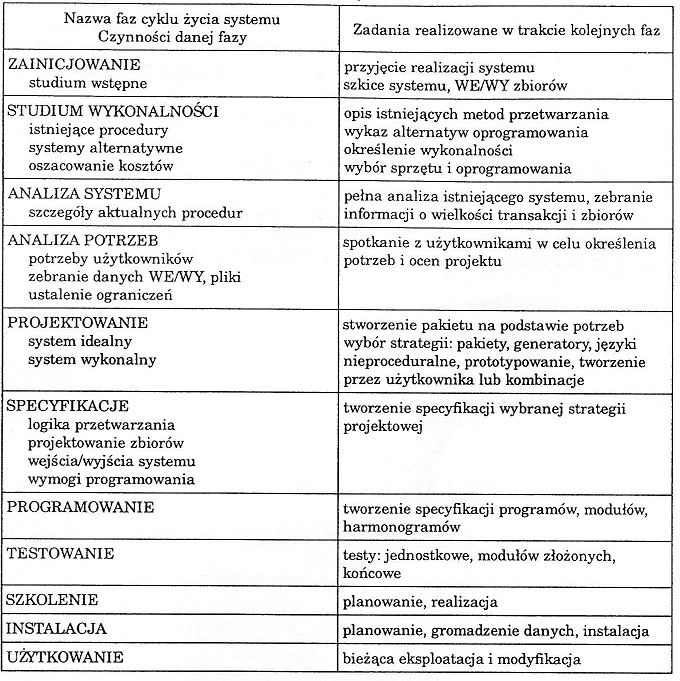 Nazwa faz cyklu życia systemu
Czynności danej fazy
Zadania realizowane w trakcie kolejnych faz
ZAINICJOWANIE
studium wstępne
przyjęcie realizacji systemu
szkice systemu, WE/WY zbiorów
STUDIUM WYKONALNOŚCI
istniejące procedury
systemy alternatywne
oszacowanie kosztów
opis istniejących metod przetwarzania
wykaz alternatyw oprogramowania
określenie wykonalności
wybór sprzętu i oprogramowania
ANALIZA SYSTEMU
szczegóły aktualnych procedur
pełna analiza istniejącego systemu, zebranie
informacji o wielkości transakcji i zbiorów
ANALIZA POTRZEB
potrzeby użytkowników
zebranie danych WE/WY, pliki
ustalenie ograniczeń
spotkanie z użytkownikami w celu określenia
potrzeb i ocen projektu
PROJEKTOWANIE
system idealny
system wykonalny
stworzenie pakietu na podstawie potrzeb
wybór strategii: pakiety, generatory, języki
nieproceduralne, prototypowanie, tworzenie
przez użytkownika lub kombinacje
SPECYFIKACJE
logika przetwarzania
projektowanie zbiorów
wejścia/wyjścia systemu
wymogi programowania
tworzenie specyfikacji wybranej strategii
projektowej
PROGRAMOWANIE
tworzenie specyfikacji programów, modułów,
harmonogramów
TESTOWANIE
testy: jednostkowe, modułów złożonych,
końcowe
SZKOLENIE
planowanie, realizacja
INSTALACJA
planowanie, gromadzenie danych, instalacja
UŻYTKOWANIE
bieżąca eksploatacja i modyfikacja